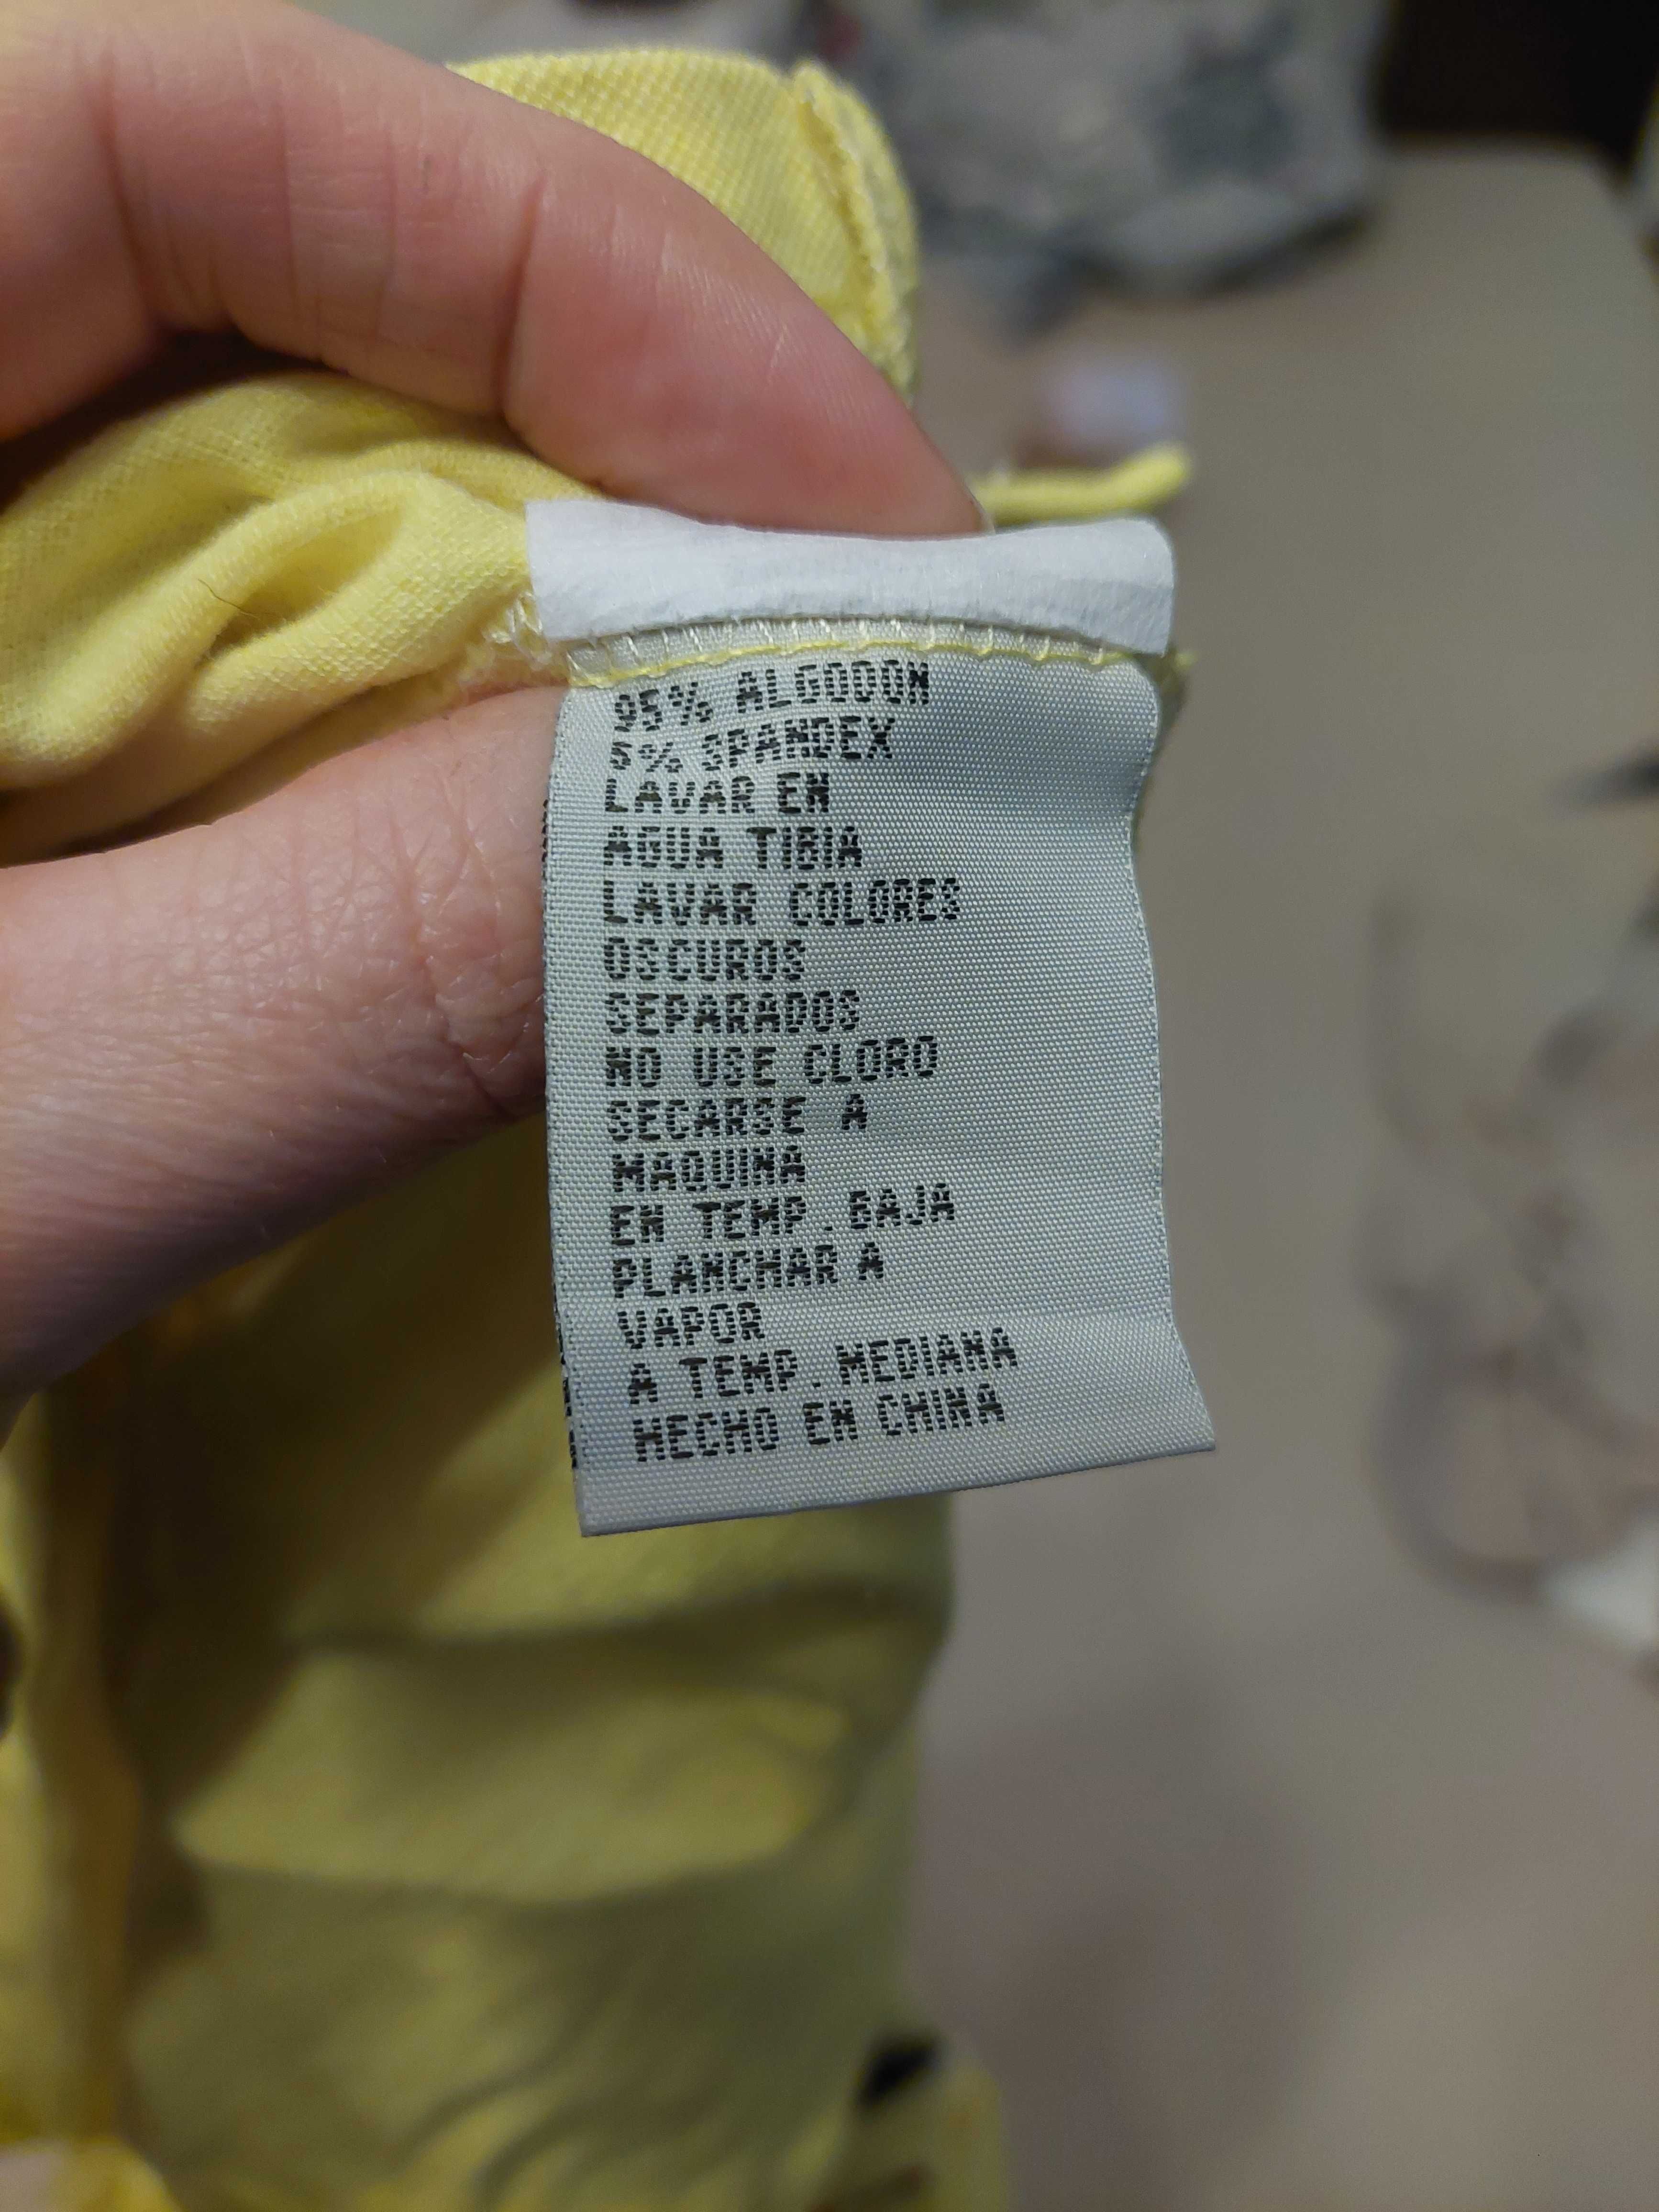 95% ALGODON
5% SPANDEX
LAVAR EN
AGUA TIBIA
LAVAR COLORES
OSCUROS
SEPARADOS
NO USE CLORO
SECARSE A
MAQUINA
EN TEMP. BAJA
PLANCHAR A
VAPOR
A TEMP. MEDIANA
HECHO EN CHINA